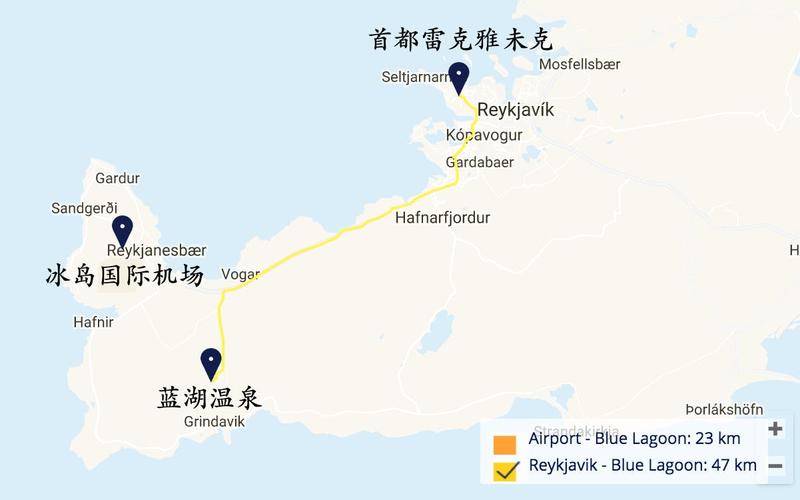 首都雷克雅未克
Mosfellsbær
Seltjarnarn
Reykjavík
Kópavogur
Gardabaer
Gardur
Sandgerði
Hafnarfjordur
Reykjanesbær
冰岛国际机场
Vogar
Hafnir
蓝湖温泉
Grindavik
Þorlákshöfn
Strandakirkja
Airport - Blue Lagoon: 23 km
Reykjavik - Blue Lagoon: 47 km
H